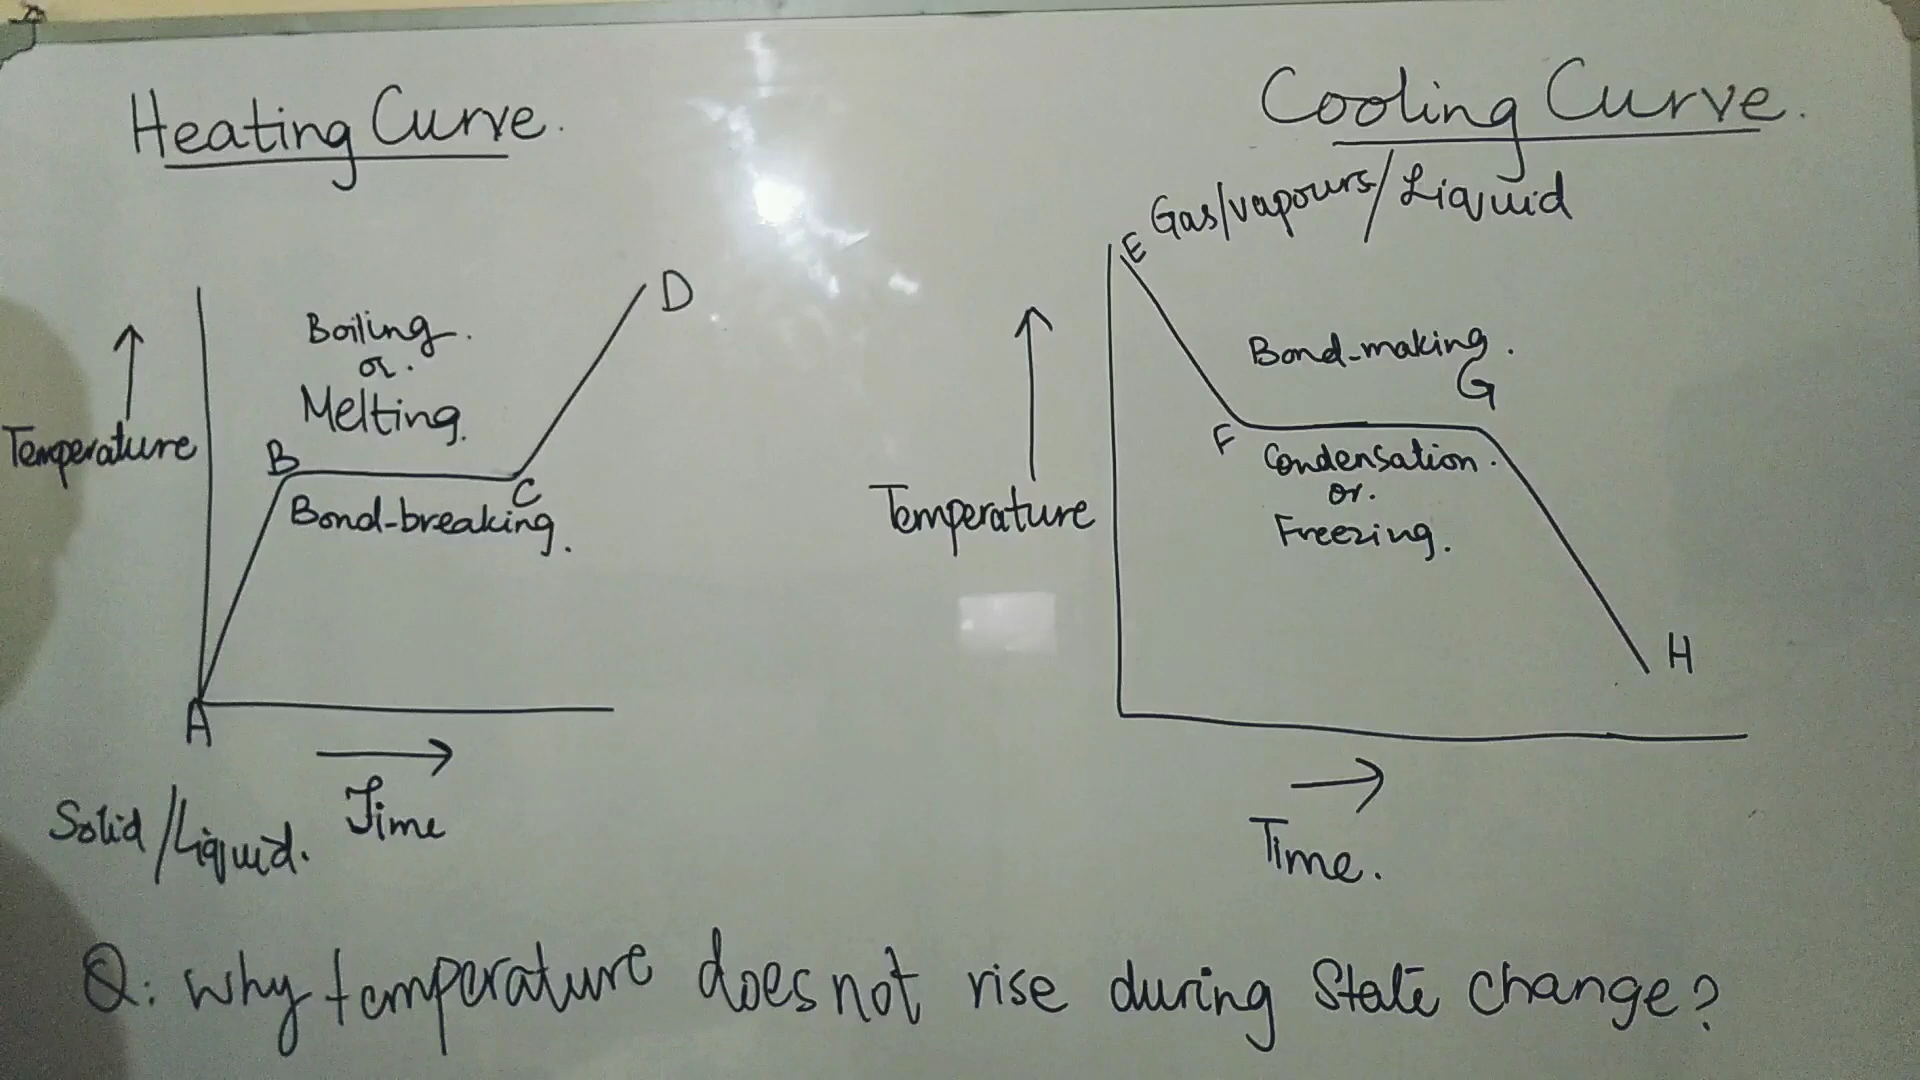 Heating Curve.
D
Boiling.
or.
Melting.
Temperature
B
C
Bond-breaking.
A
Time
Solid/Liquid.
Cooling Curve.
Gas/vapours/Liquid
E
Bond-making.
G
F
Condensation.
or.
Freezing.
Temperature
H
Time.
Q: Why temperature does not rise during State change?